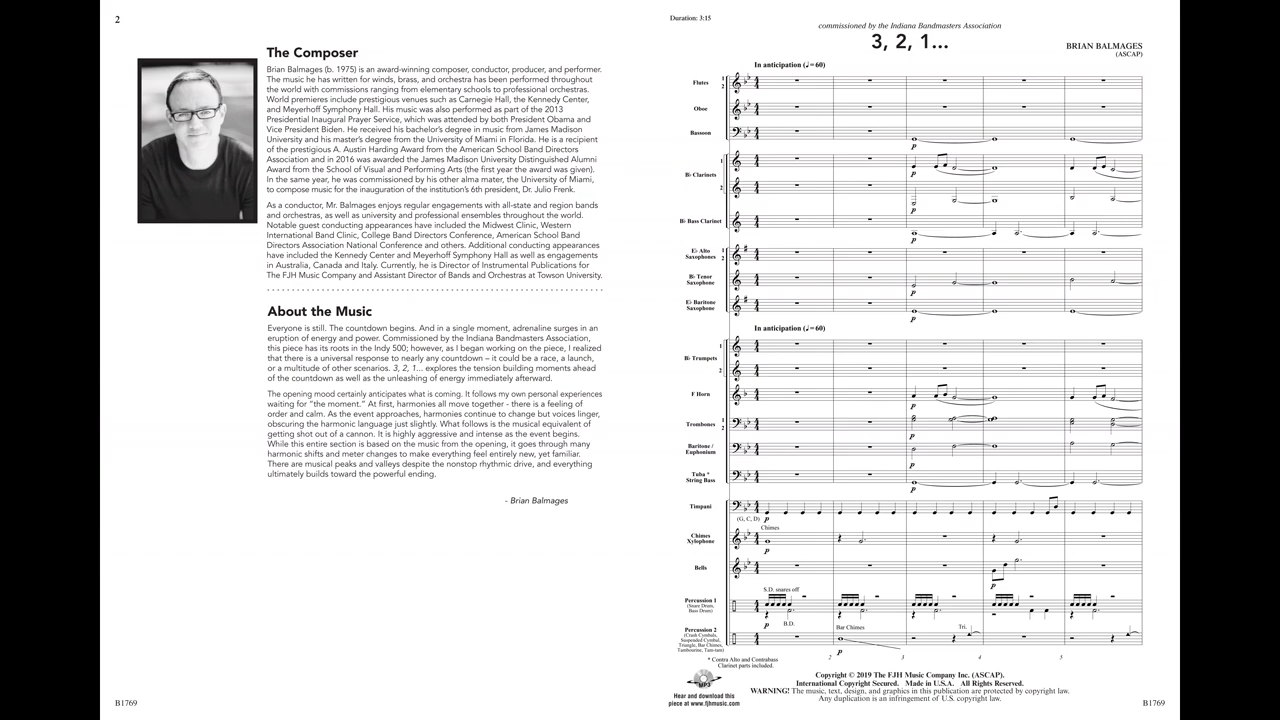 2
The Composer
Brian Balmages (b. 1975) is an award-winning composer, conductor, producer, and performer.
The music he has written for winds, brass, and orchestra has been performed throughout
the world with commissions ranging from elementary schools to professional orchestras.
World premieres include prestigious venues such as Carnegie Hall, the Kennedy Center,
and Meyerhoff Symphony Hall. His music was also performed as part of the 2013
Presidential Inaugural Prayer Service, which was attended by both President Obama and
Vice President Biden. He received his bachelor's degree in music from James Madison
University and his master's degree from the University of Miami in Florida. He is a recipient
of the prestigious A. Austin Harding Award from the American School Band Directors
Association and in 2016 was awarded the James Madison University Distinguished Alumni
Award from the School of Visual and Performing Arts (the first year the award was given).
In the same year, he was commissioned by his other alma mater, the University of Miami,
to compose music for the inauguration of the institution's 6th president, Dr. Julio Frenk.
As a conductor, Mr. Balmages enjoys regular engagements with all-state and region bands
and orchestras, as well as university and professional ensembles throughout the world.
Notable guest conducting appearances have included the Midwest Clinic, Western
International Band Clinic, College Band Directors Conference, American School Band
Directors Association National Conference and others. Additional conducting appearances
have included the Kennedy Center and Meyerhoff Symphony Hall as well as engagements
in Australia, Canada and Italy. Currently, he is Director of Instrumental Publications for
The FJH Music Company and Assistant Director of Bands and Orchestras at Towson University.
About the Music
Everyone is still. The countdown begins. And in a single moment, adrenaline surges in an
eruption of energy and power. Commissioned by the Indiana Bandmasters Association,
this piece has its roots in the Indy 500; however, as I began working on the piece, I realized
that there is a universal response to nearly any countdown – it could be a race, a launch,
or a multitude of other scenarios. 3, 2, 1... explores the tension building moments ahead
of the countdown as well as the unleashing of energy immediately afterward.
The opening mood certainly anticipates what is coming. It follows my own personal experiences
waiting for "the moment." At first, harmonies all move together - there is a feeling of
order and calm. As the event approaches, harmonies continue to change but voices linger,
obscuring the harmonic language just slightly. What follows is the musical equivalent of
getting shot out of a cannon. It is highly aggressive and intense as the event begins.
While this entire section is based on the music from the opening, it goes through many
harmonic shifts and meter changes to make everything feel entirely new, yet familiar.
There are musical peaks and valleys despite the nonstop rhythmic drive, and everything
ultimately builds toward the powerful ending.
- Brian Balmages
B1769
Duration: 3:15
commissioned by the Indiana Bandmasters Association
3, 2, 1...
BRIAN BALMAGES
(ASCAP)
In anticipation (♩=60)
Flutes 1 2
Oboe
Bassoon
p
B♭ Clarinets 1 2
p
p
B♭ Bass Clarinet
p
E♭ Alto Saxophones 1 2
B♭ Tenor Saxophone
p
E♭ Baritone Saxophone
p
In anticipation (♩=60)
B♭ Trumpets 1 2
F Horn
p
Trombones 1 2
p
Baritone / Euphonium
p
Tuba * String Bass
p
Timpani
(G, C, D) p
Chimes
Chimes Xylophone
p
Bells
p
S.D. snares off
Percussion 1
(Snare Drum, Bass Drum)
p
B.D.
Percussion 2
(Crash Cymbals, Suspended Cymbal, Triangle, Bar Chimes, Tambourine, Tam-tam)
Bar Chimes
p
Tri.
2 3 4 5
* Contra Alto and Contrabass
Clarinet parts included.
MP3
Hear and download this
piece at www.fjhmusic.com
Copyright © 2019 The FJH Music Company Inc. (ASCAP).
International Copyright Secured. Made in U.S.A. All Rights Reserved.
WARNING! The music, text, design, and graphics in this publication are protected by copyright law.
Any duplication is an infringement of U.S. copyright law.
B1769